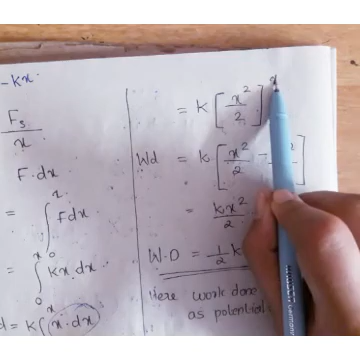 -kx.
Fs
x
F.dx
= ∫ Fdx
= ∫ kx.dx
d = k∫ x.dx
= k [ x²/2 ]
Wd = k [ x²/2 -
= kx²/2
W.D = 1/2 k
Here work done
as potential